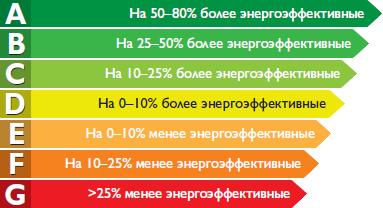 A На 50–80% более энергоэффективные
B На 25–50% более энергоэффективные
C На 10–25% более энергоэффективные
D На 0–10% более энергоэффективные
E На 0–10% менее энергоэффективные
F На 10–25% менее энергоэффективные
G >25% менее энергоэффективные